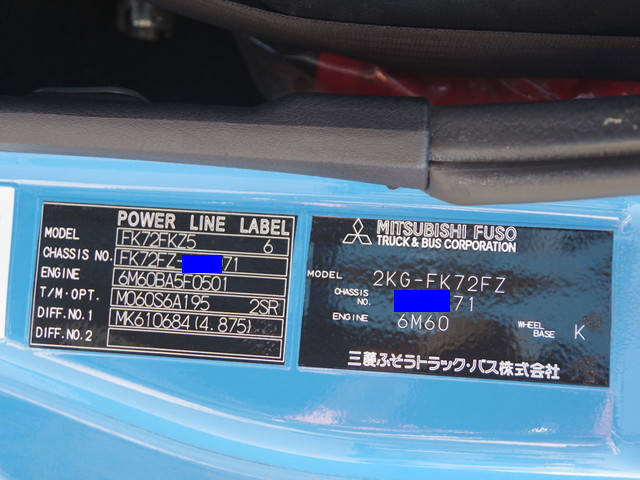 POWER LINE LABEL
MODEL FK72FK75 6
CHASSIS NO. FK72FZ- 71
ENGINE 6M60BA5F0501
T/M·OPT. M060S6A195 2SR
DIFF. NO.1 MK610684(4.875)
DIFF. NO.2
MITSUBISHI FUSO
TRUCK & BUS CORPORATION
MODEL 2KG-FK72FZ
CHASSIS NO. 71
ENGINE 6M60 WHEEL BASE K
三菱ふそうトラック・バス株式会社